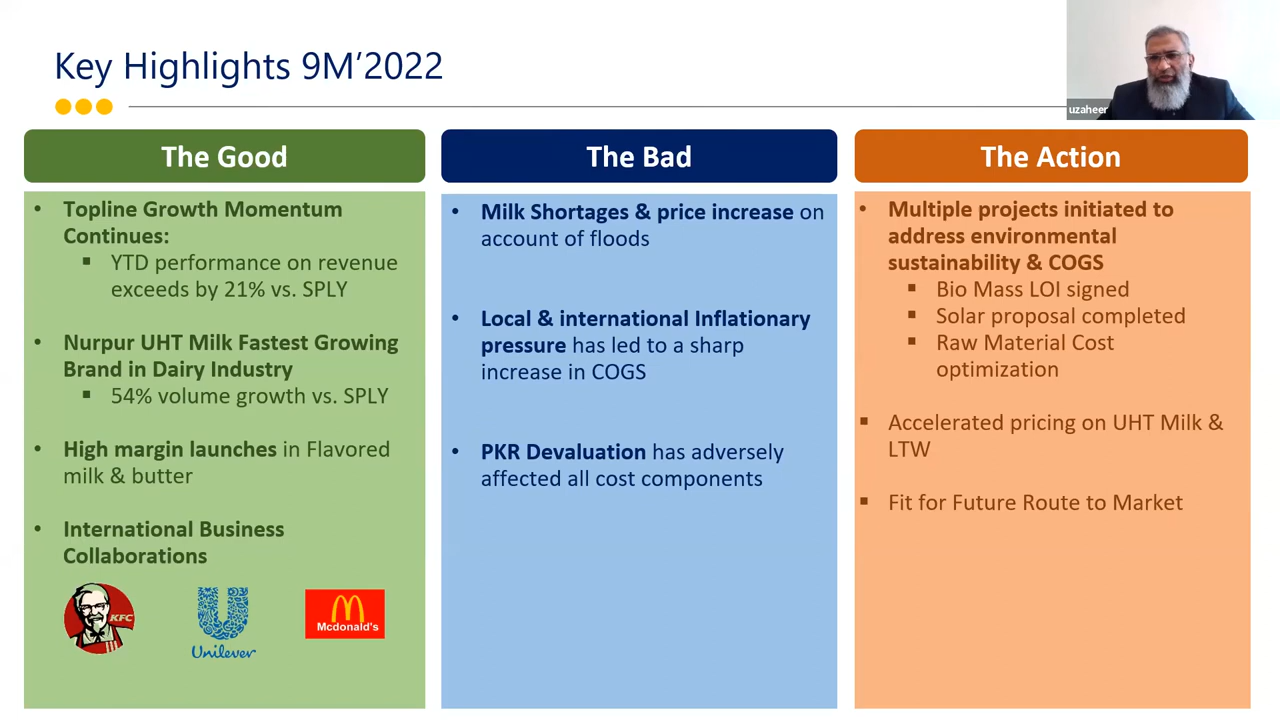 Key Highlights 9M’2022
uzaheer
The Good
• Topline Growth Momentum
Continues:
▪ YTD performance on revenue
exceeds by 21% vs. SPLY
• Nurpur UHT Milk Fastest Growing
Brand in Dairy Industry
▪ 54% volume growth vs. SPLY
• High margin launches in Flavored
milk & butter
• International Business
Collaborations
KFC
Unilever
Mcdonald's
The Bad
• Milk Shortages & price increase on
account of floods
• Local & international Inflationary
pressure has led to a sharp
increase in COGS
• PKR Devaluation has adversely
affected all cost components
The Action
• Multiple projects initiated to
address environmental
sustainability & COGS
▪ Bio Mass LOI signed
▪ Solar proposal completed
▪ Raw Material Cost
optimization
▪ Accelerated pricing on UHT Milk &
LTW
▪ Fit for Future Route to Market